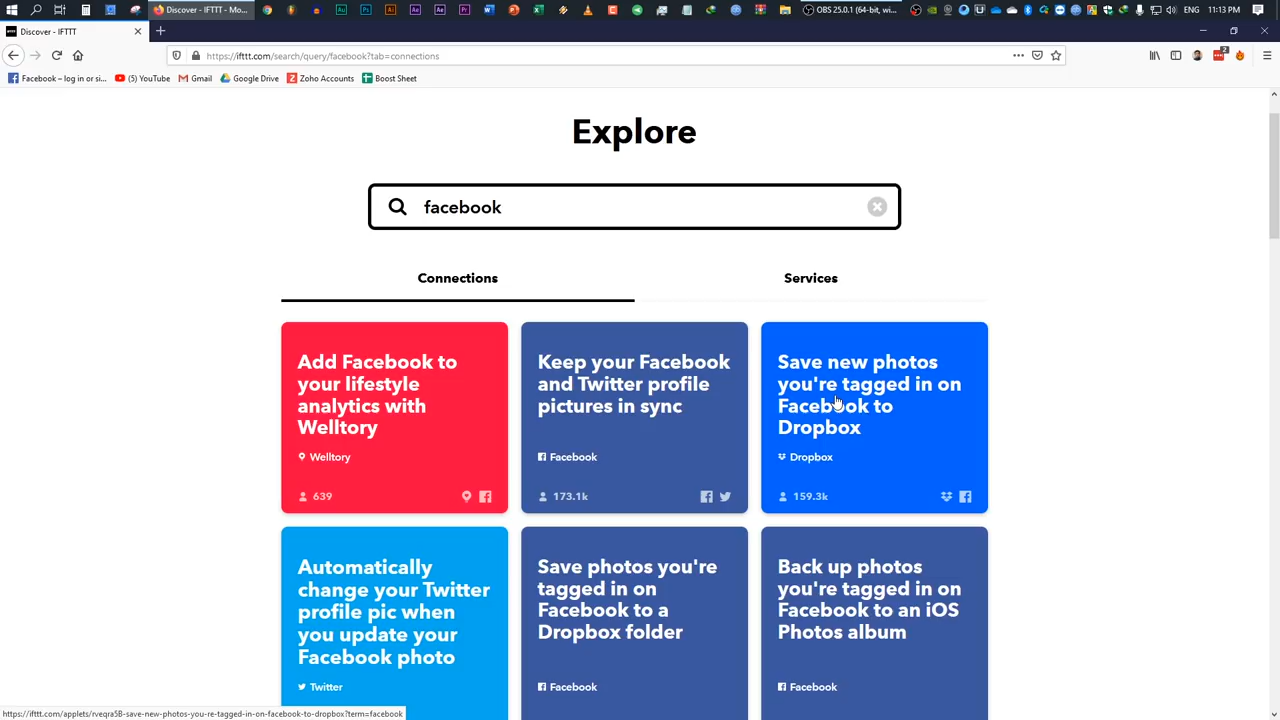 Discover - IFTTT - Mo...
OBS 25.0.1 (64-bit, wi...
ENG
11:13 PM
Discover - IFTTT
https://ifttt.com/search/query/facebook?tab=connections
Facebook – log in or si...
(5) YouTube
Gmail
Google Drive
Zoho Accounts
Boost Sheet
Explore
facebook
Connections
Services
Add Facebook to
your lifestyle
analytics with
Welltory
Welltory
639
Keep your Facebook
and Twitter profile
pictures in sync
Facebook
173.1k
Save new photos
you're tagged in on
Facebook to
Dropbox
Dropbox
159.3k
Automatically
change your Twitter
profile pic when
you update your
Facebook photo
Twitter
Save photos you're
tagged in on
Facebook to a
Dropbox folder
Facebook
Back up photos
you're tagged in on
Facebook to an iOS
Photos album
Facebook
https://ifttt.com/applets/rveqra5B-save-new-photos-you-re-tagged-in-on-facebook-to-dropbox?term=facebook